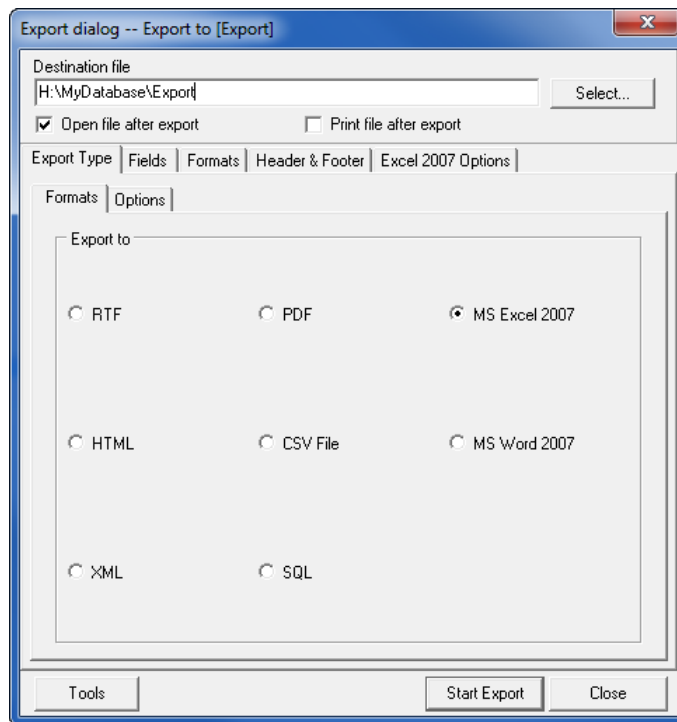 Export dialog -- Export to [Export]
Destination file
H:\MyDatabase\Export
Select...
Open file after export Print file after export
Export Type Fields Formats Header & Footer Excel 2007 Options
Formats Options
Export to
RTF PDF MS Excel 2007
HTML CSV File MS Word 2007
XML SQL
Tools Start Export Close